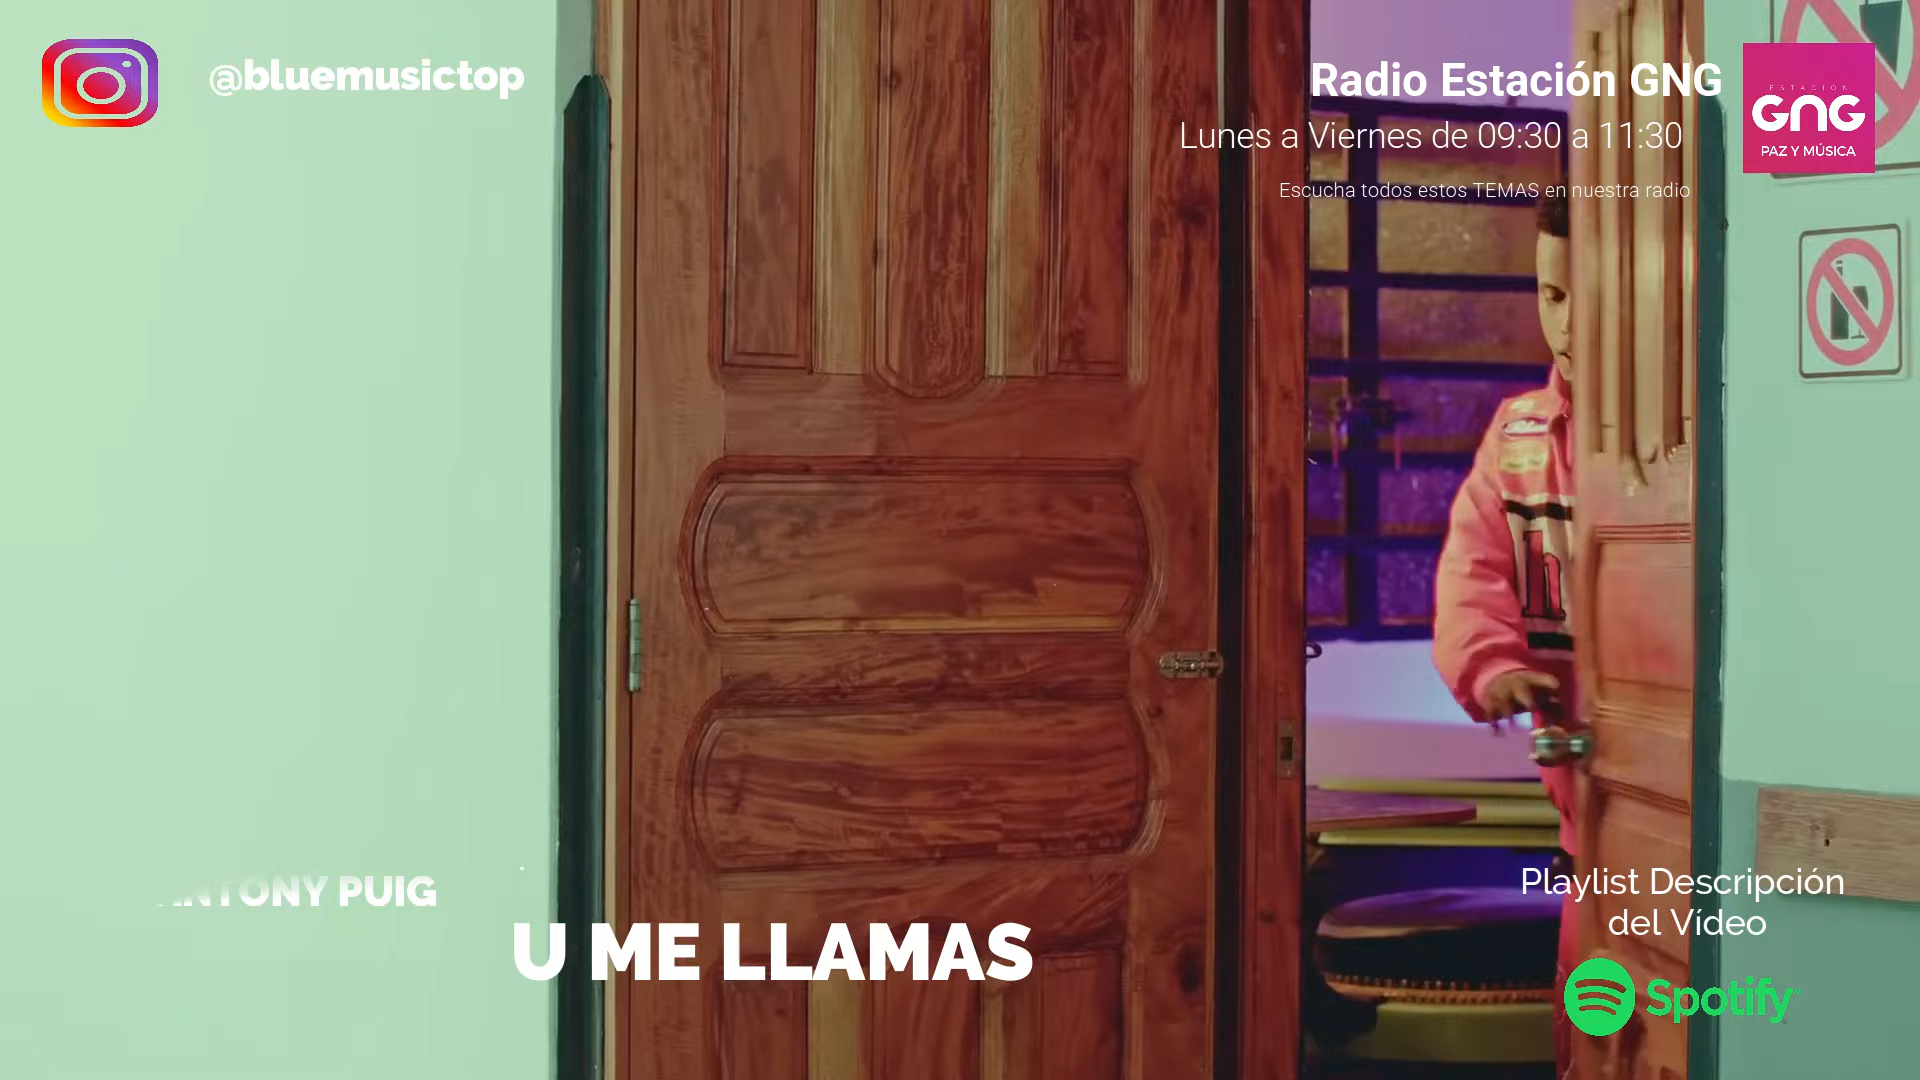 @bluemusictop
Radio Estación GNG
Lunes a Viernes de 09:30 a 11:30
Escucha todos estos TEMAS en nuestra radio
ESTACIÓN
GNG
PAZ Y MÚSICA
h
PUIG
U ME LLAMAS
Playlist Descripción
del Vídeo
Spotify